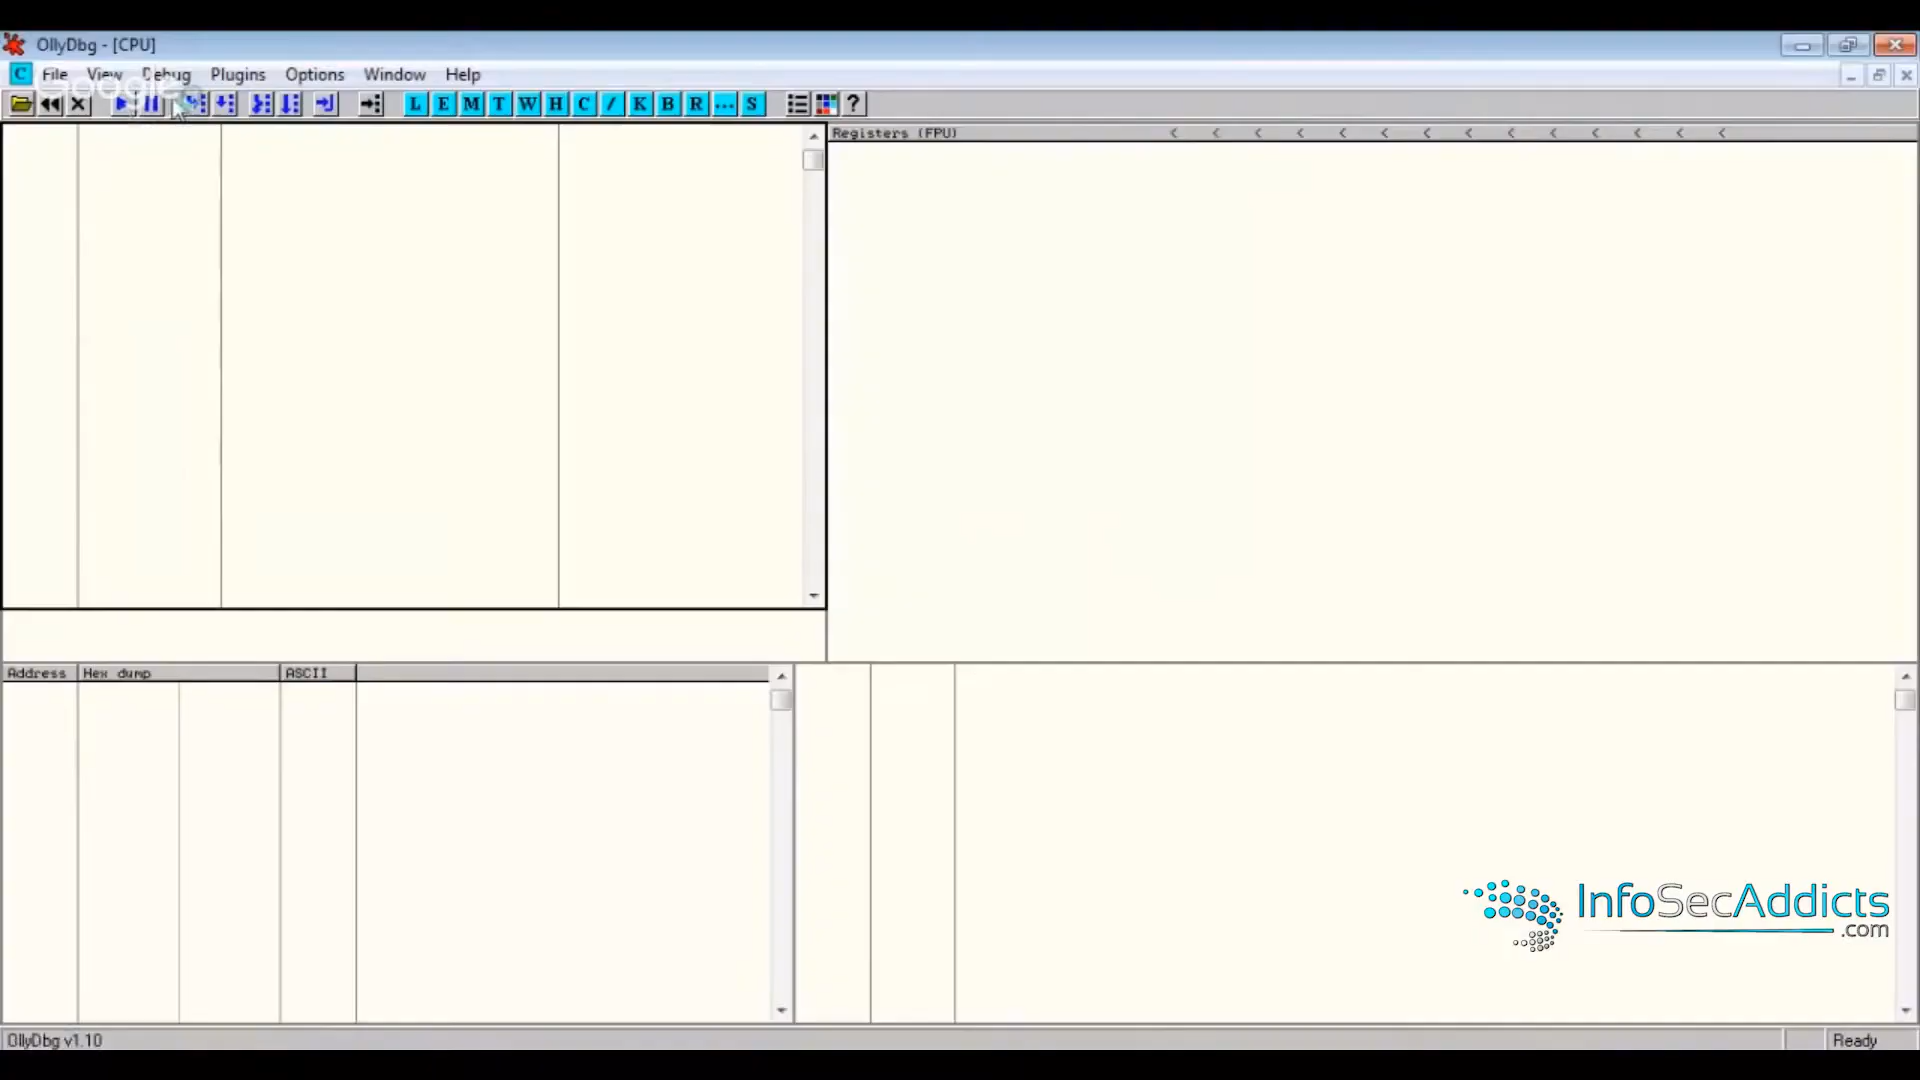 OllyDbg - [CPU]
C File View Debug Plugins Options Window Help
Google
L E M T W H C / K B R ... S ?
Registers (FPU) < < < < < < < < < < < < < <
Address Hex dump ASCII
InfoSecAddicts
.com
OllyDbg v1.10 Ready